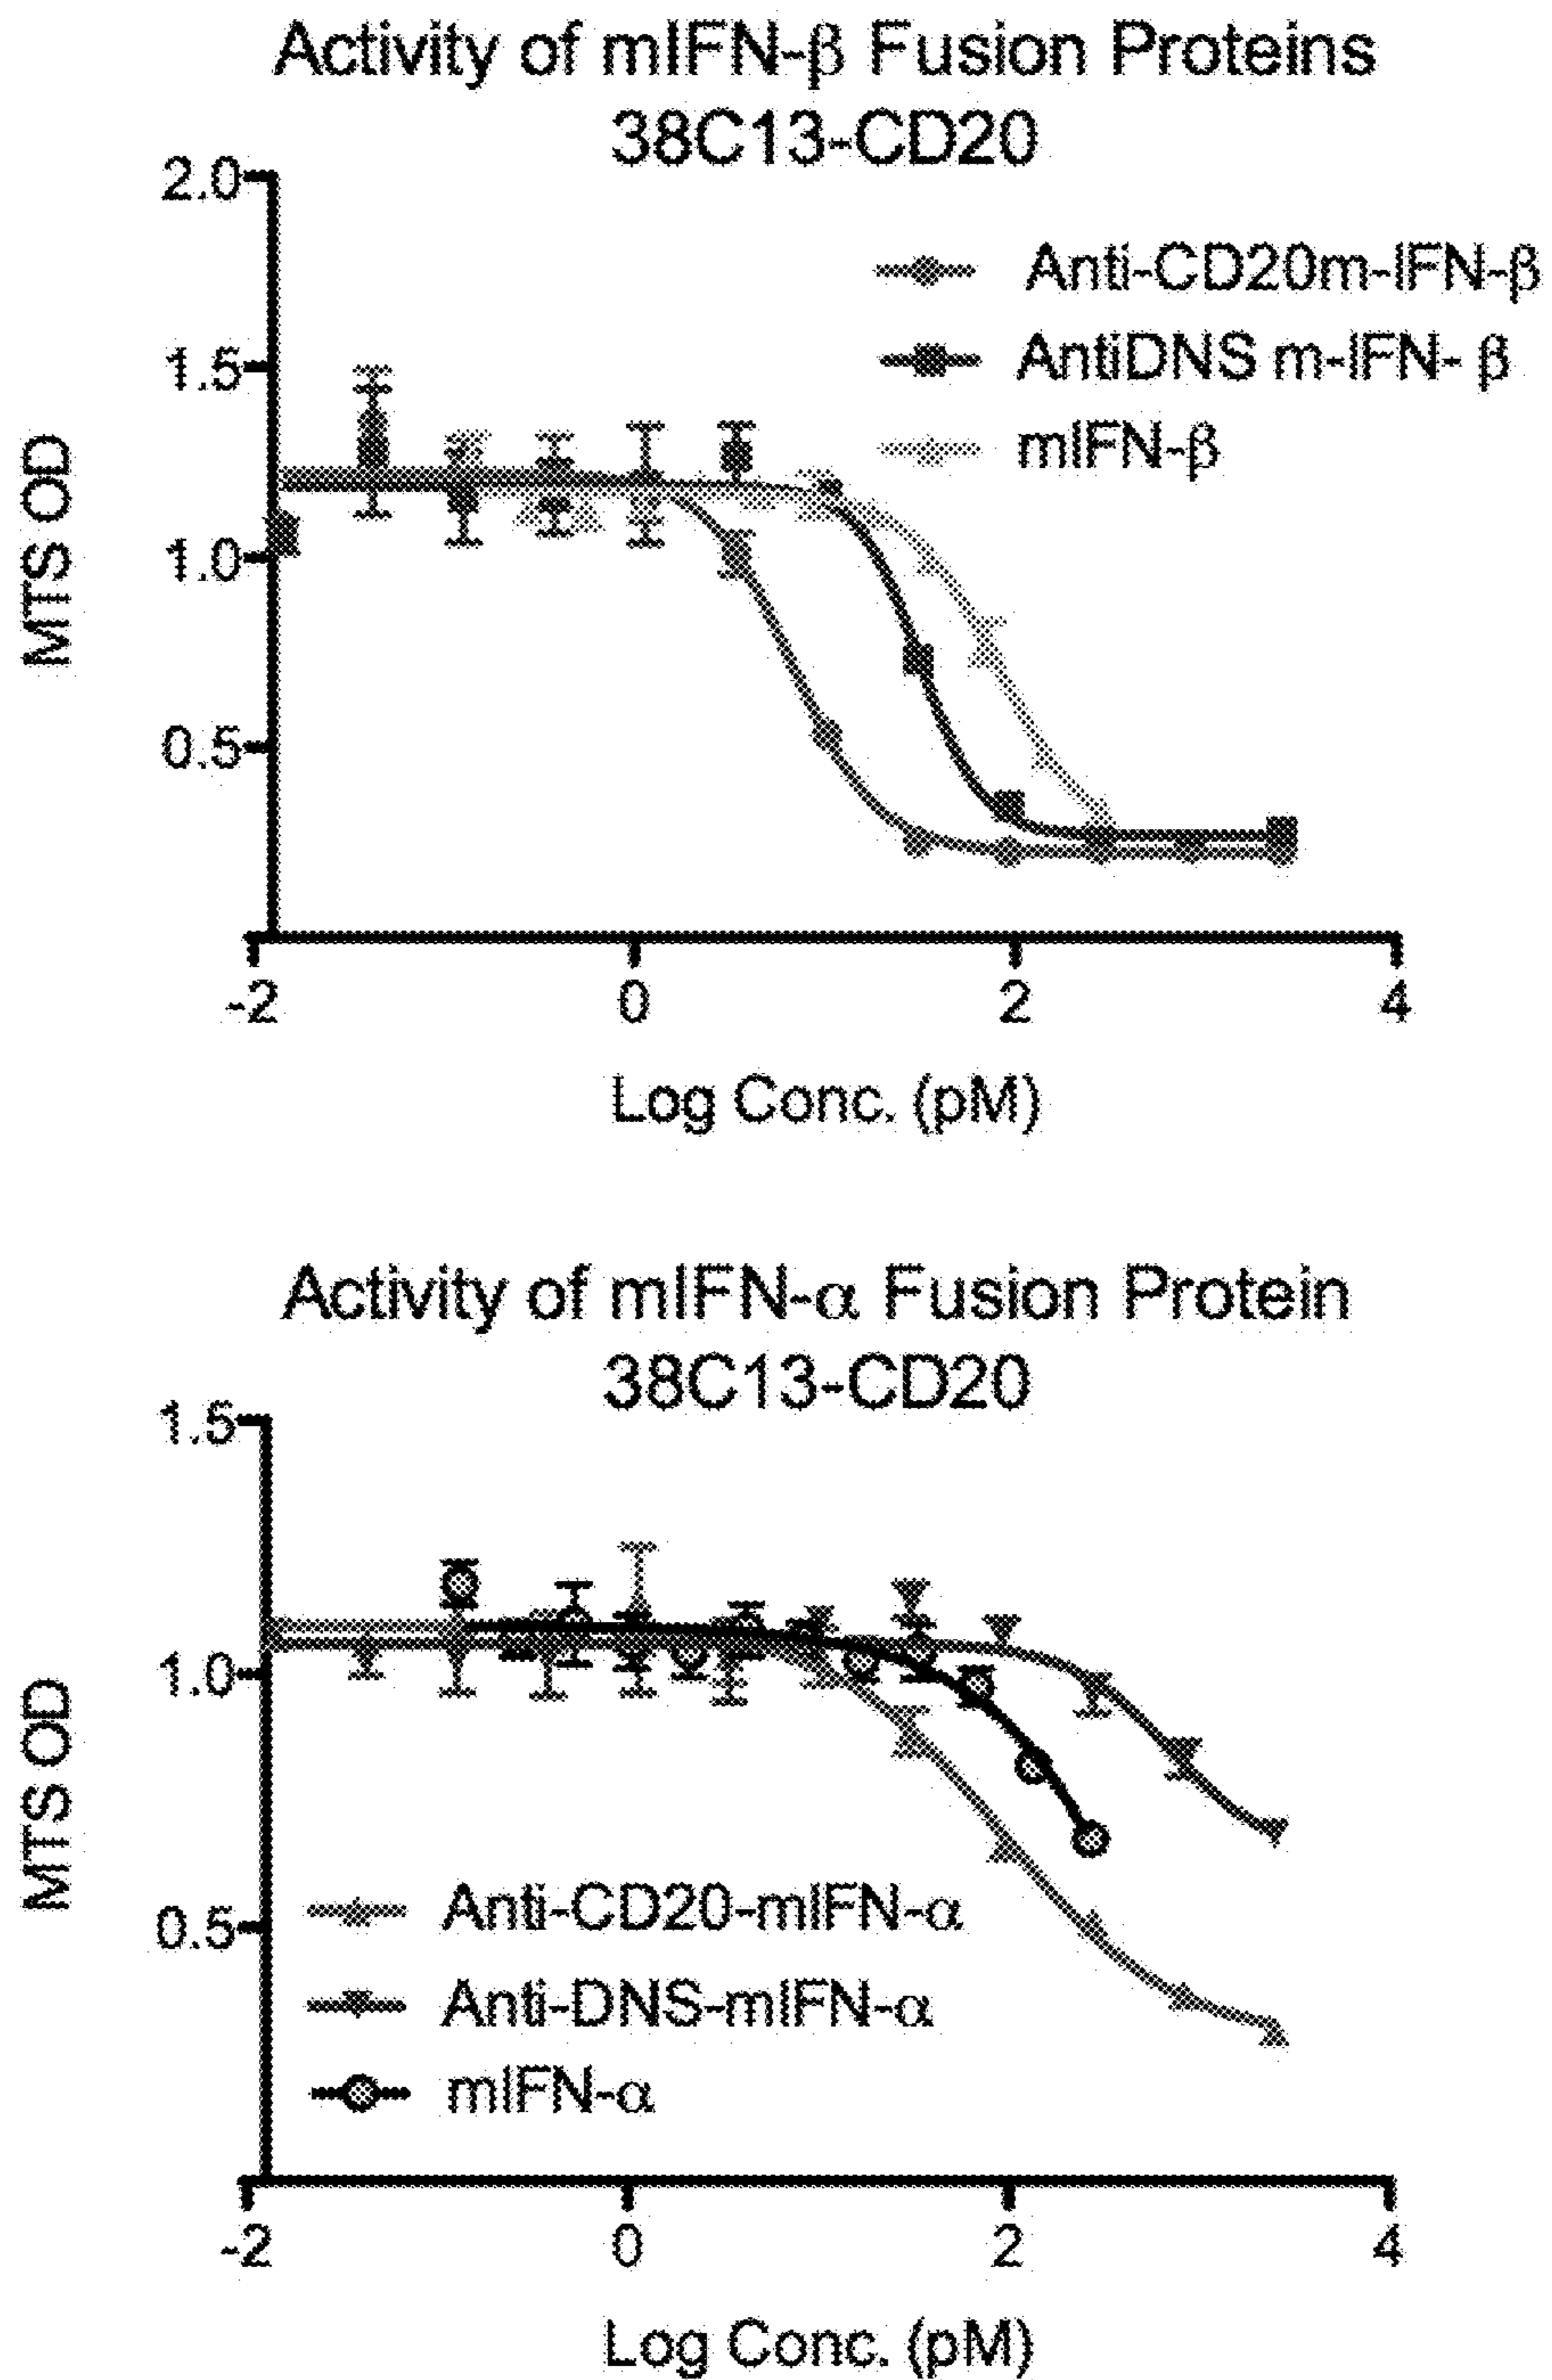 Activity of mIFN-β Fusion Proteins
38C13-CD20
2.0
1.5
1.0
0.5
MTS OD
Anti-CD20m-IFN-β
AntiDNS m-IFN- β
mIFN-β
-2 0 2 4
Log Conc. (pM)
Activity of mIFN-α Fusion Protein
38C13-CD20
1.5
1.0
0.5
MTS OD
Anti-CD20-mIFN-α
Anti-DNS-mIFN-α
mIFN-α
-2 0 2 4
Log Conc. (pM)